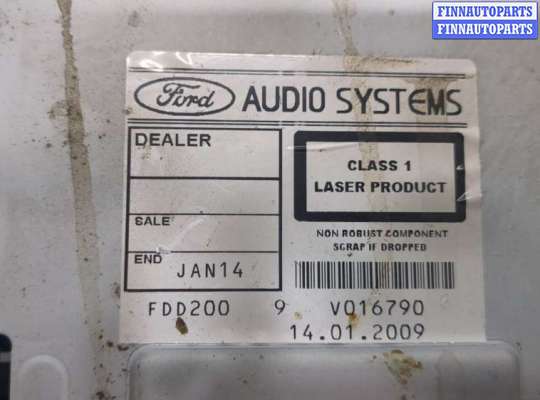 FINNAUTOPARTS
FINNAUTOPARTS
Ford AUDIO SYSTEMS
DEALER
CLASS 1
LASER PRODUCT
SALE
NON ROBUST COMPONENT
SCRAP IF DROPPED
END JAN14
FDD200 9 V016790
14.01.2009